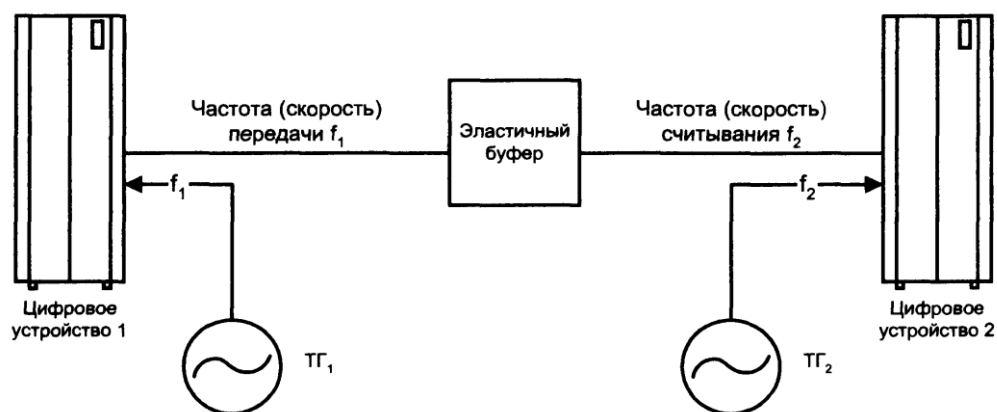 Частота (скорость)
передачи f₁
Эластичный
буфер
Частота (скорость)
считывания f₂
f₁
f₂
Цифровое
устройство 1
Цифровое
устройство 2
ТГ₁
ТГ₂